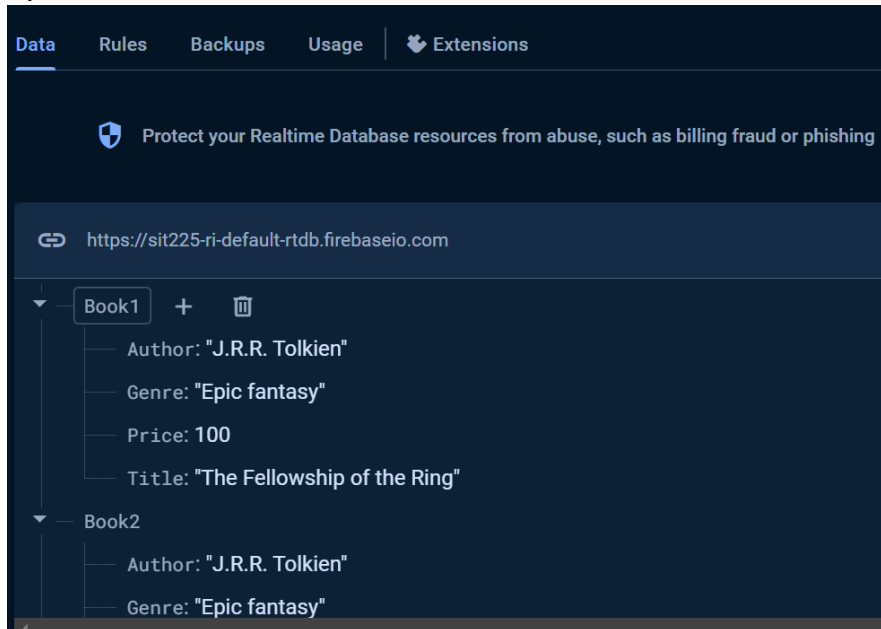 Data Rules Backups Usage Extensions
Protect your Realtime Database resources from abuse, such as billing fraud or phishing
https://sit225-ri-default-rtdb.firebaseio.com
Book1
Author: "J.R.R. Tolkien"
Genre: "Epic fantasy"
Price: 100
Title: "The Fellowship of the Ring"
Book2
Author: "J.R.R. Tolkien"
Genre: "Epic fantasy"